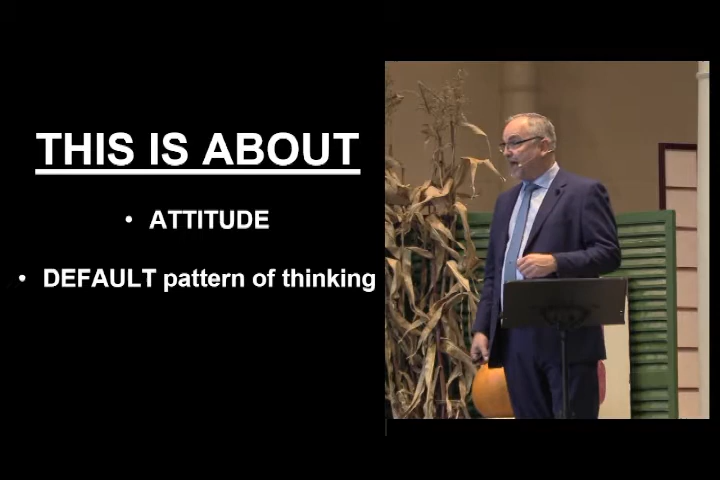 THIS IS ABOUT
• ATTITUDE
• DEFAULT pattern of thinking